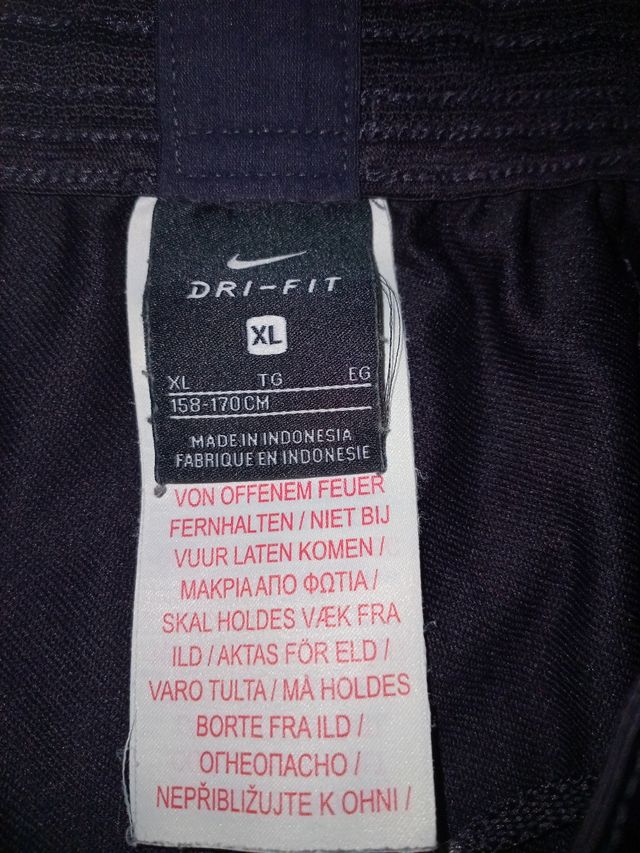 DRI-FIT
XL
XL TG EG
158-170CM
MADE IN INDONESIA
FABRIQUE EN INDONESIE
VON OFFENEM FEUER
FERNHALTEN / NIET BIJ
VUUR LATEN KOMEN /
ΜΑΚΡΙΑ ΑΠΟ ΦΩΤΙΑ /
SKAL HOLDES VÆK FRA
ILD / AKTAS FÖR ELD /
VARO TULTA / MÅ HOLDES
BORTE FRA ILD /
ОГНЕОПАСНО /
NEPŘIBLIŽUJTE K OHNI /